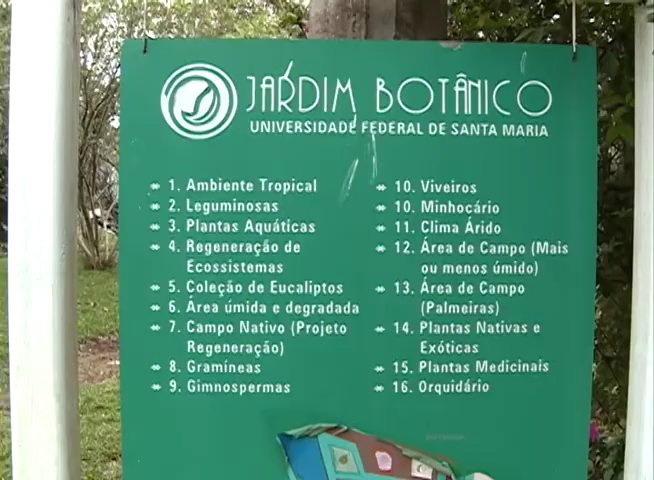 JARDIM BOTÂNICO
UNIVERSIDADE FEDERAL DE SANTA MARIA
1. Ambiente Tropical
2. Leguminosas
3. Plantas Aquáticas
4. Regeneração de
Ecossistemas
5. Coleção de Eucaliptos
6. Área úmida e degradada
7. Campo Nativo (Projeto
Regeneração)
8. Gramíneas
9. Gimnospermas
10. Viveiros
10. Minhocário
11. Clima Árido
12. Área de Campo (Mais
ou menos úmido)
13. Área de Campo
(Palmeiras)
14. Plantas Nativas e
Exóticas
15. Plantas Medicinais
16. Orquidário